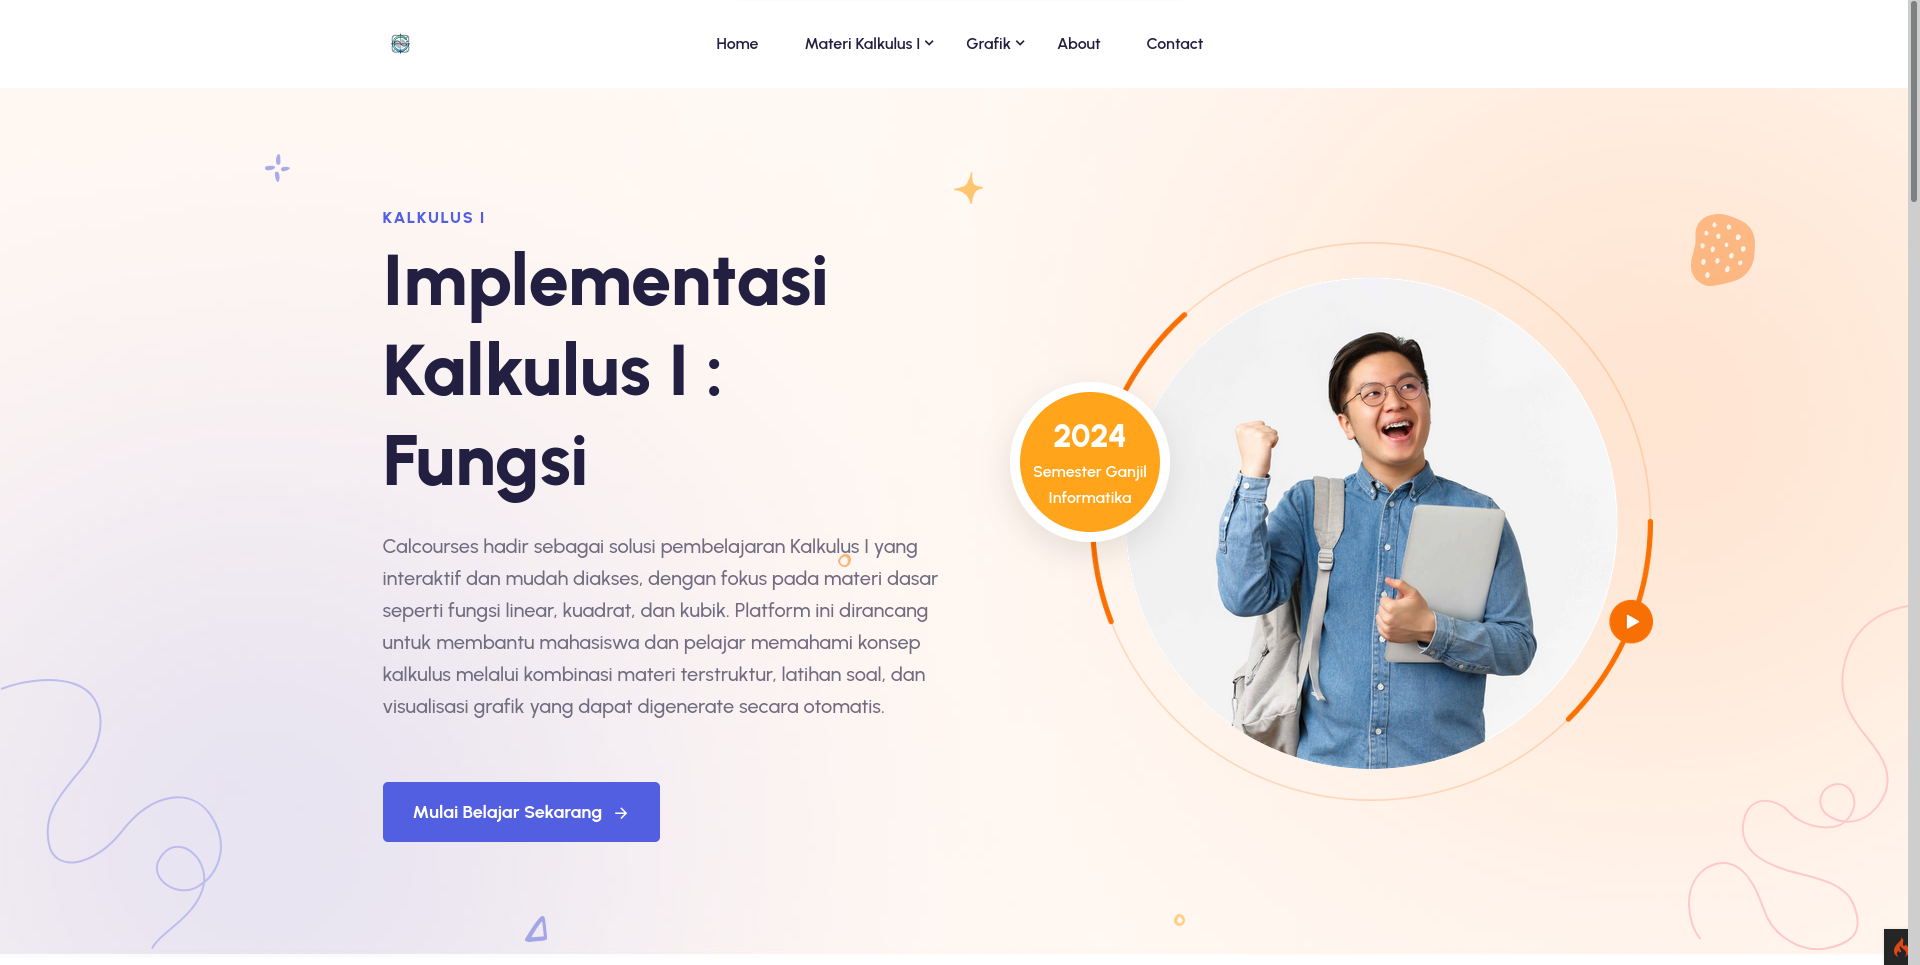 Home
Materi Kalkulus I
Grafik
About
Contact
KALKULUS I
Implementasi
Kalkulus I :
Fungsi
Calcourses hadir sebagai solusi pembelajaran Kalkulus I yang
interaktif dan mudah diakses, dengan fokus pada materi dasar
seperti fungsi linear, kuadrat, dan kubik. Platform ini dirancang
untuk membantu mahasiswa dan pelajar memahami konsep
kalkulus melalui kombinasi materi terstruktur, latihan soal, dan
visualisasi grafik yang dapat digenerate secara otomatis.
Mulai Belajar Sekarang
2024
Semester Ganjil
Informatika